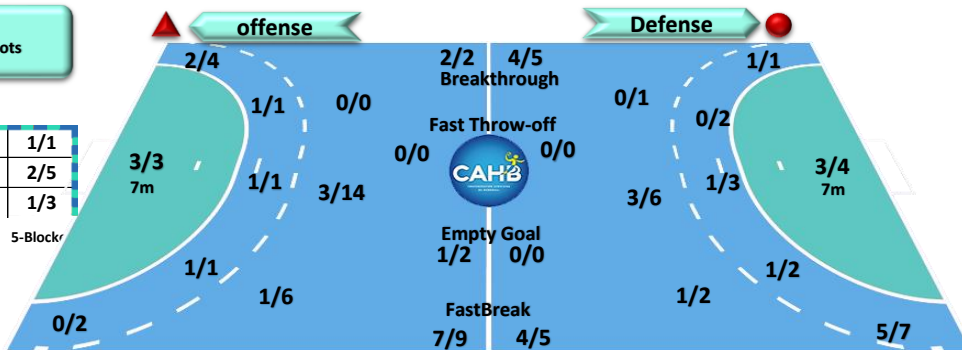 offense
Defense
ots
2/4
2/2
4/5
1/1
Breakthrough
1/1
0/0
0/1
0/2
Fast Throw-off
0/0
0/0
1/1
2/5
1/3
5-Block
3/3
7m
CAHB
3/4
7m
1/1
3/14
3/6
1/3
Empty Goal
1/2
0/0
1/1
1/2
1/6
1/2
FastBreak
0/2
7/9
4/5
5/7